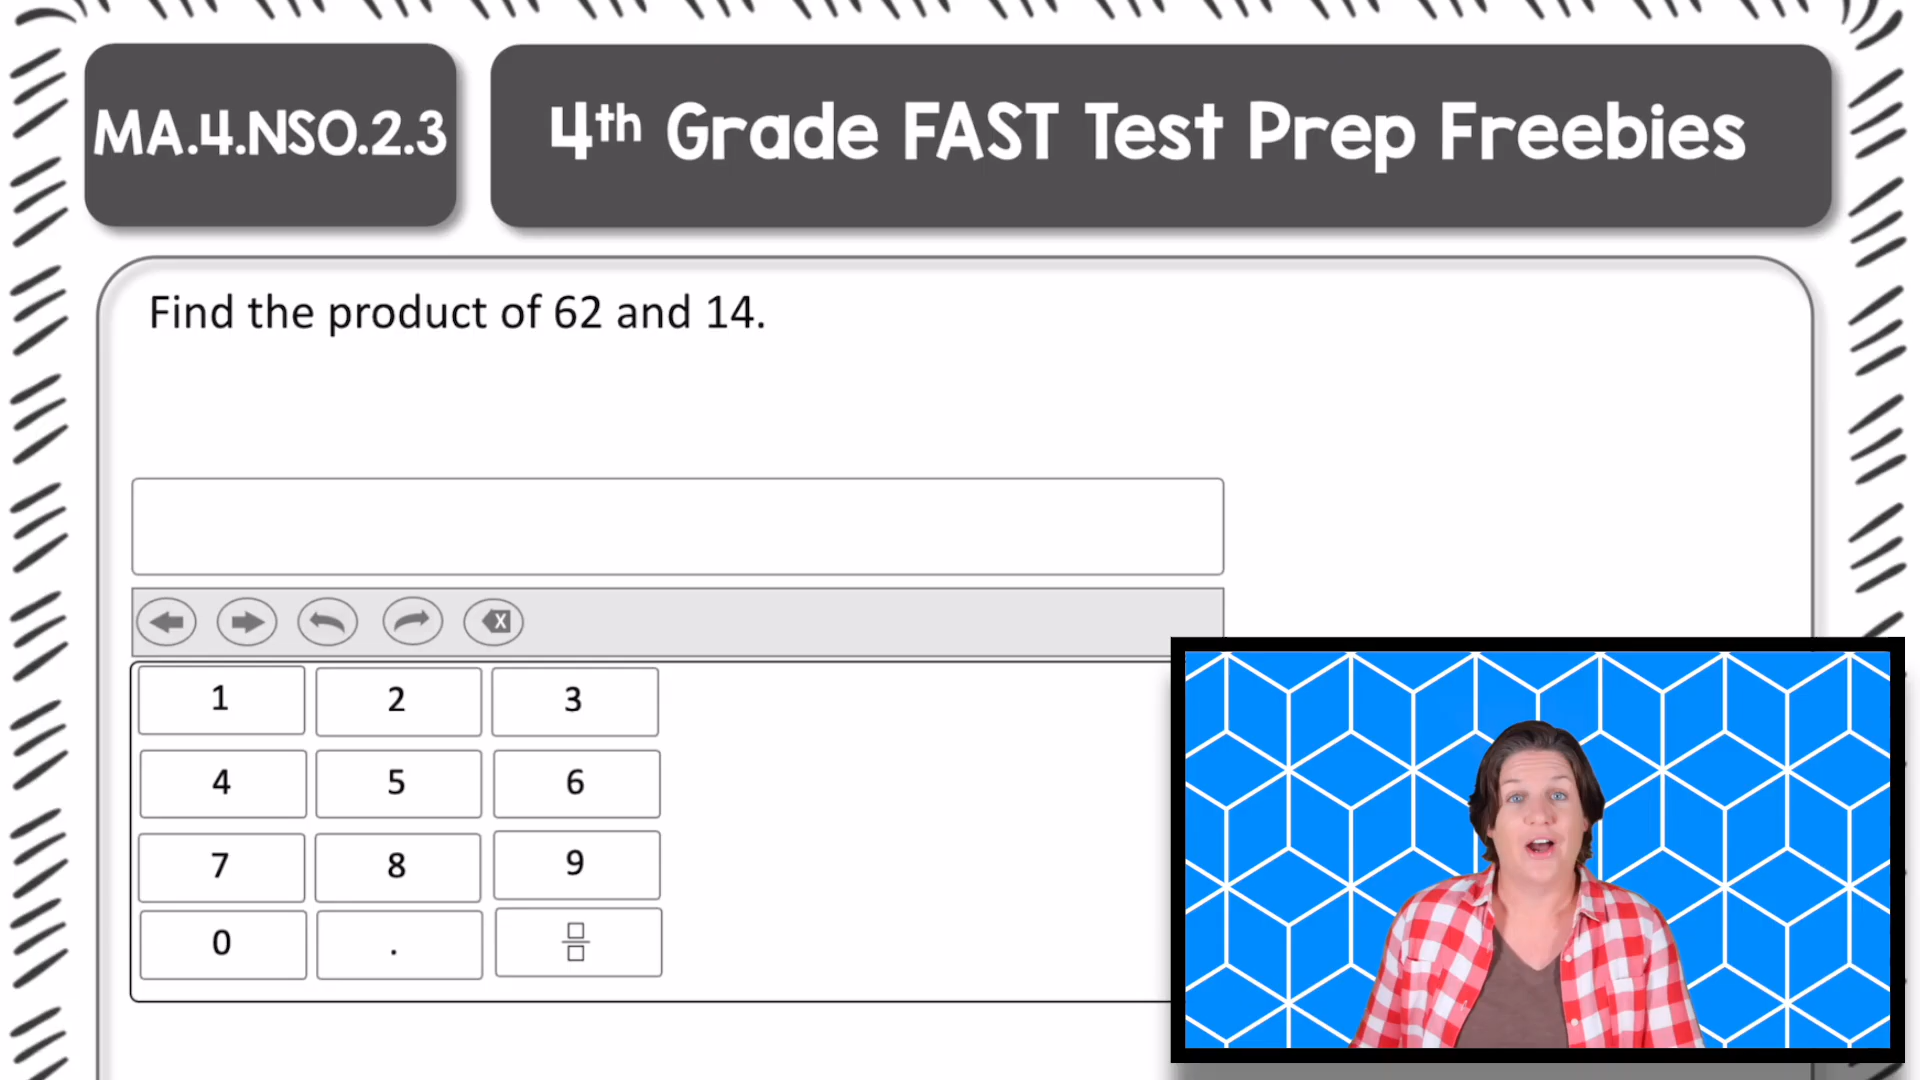 MA.4.NSO.2.3
4th Grade FAST Test Prep Freebies
Find the product of 62 and 14.
X
1 2 3
4 5 6
7 8 9
0 .